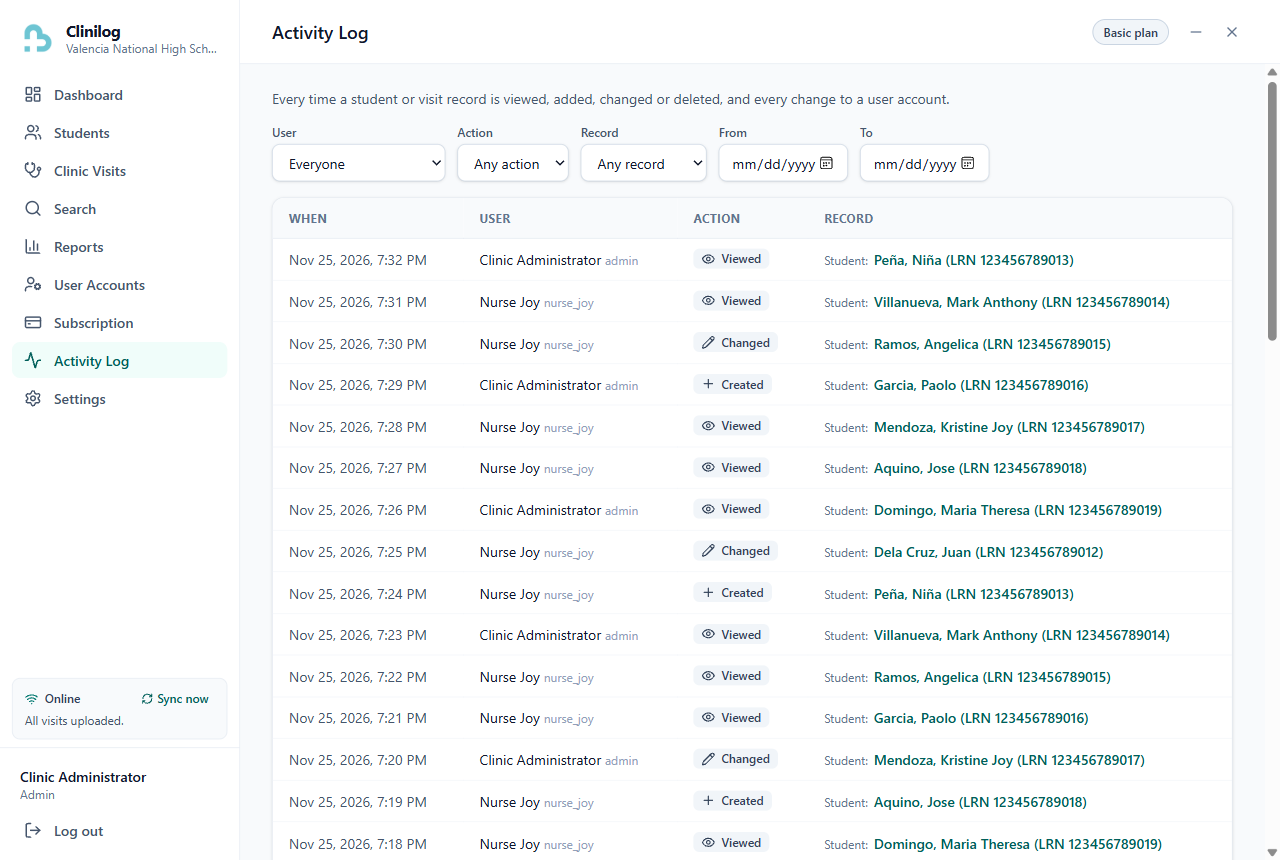 Clinilog
Valencia National High Sch...
Dashboard
Students
Clinic Visits
Search
Reports
User Accounts
Subscription
Activity Log
Settings
Online
Sync now
All visits uploaded.
Clinic Administrator
Admin
Log out
Activity Log
Basic plan
Every time a student or visit record is viewed, added, changed or deleted, and every change to a user account.
User Action Record From To
Everyone Any action Any record mm/dd/yyyy mm/dd/yyyy
WHEN USER ACTION RECORD
Nov 25, 2026, 7:32 PM Clinic Administrator admin Viewed Student: Peña, Niña (LRN 123456789013)
Nov 25, 2026, 7:31 PM Nurse Joy nurse_joy Viewed Student: Villanueva, Mark Anthony (LRN 123456789014)
Nov 25, 2026, 7:30 PM Nurse Joy nurse_joy Changed Student: Ramos, Angelica (LRN 123456789015)
Nov 25, 2026, 7:29 PM Clinic Administrator admin Created Student: Garcia, Paolo (LRN 123456789016)
Nov 25, 2026, 7:28 PM Nurse Joy nurse_joy Viewed Student: Mendoza, Kristine Joy (LRN 123456789017)
Nov 25, 2026, 7:27 PM Nurse Joy nurse_joy Viewed Student: Aquino, Jose (LRN 123456789018)
Nov 25, 2026, 7:26 PM Clinic Administrator admin Viewed Student: Domingo, Maria Theresa (LRN 123456789019)
Nov 25, 2026, 7:25 PM Nurse Joy nurse_joy Changed Student: Dela Cruz, Juan (LRN 123456789012)
Nov 25, 2026, 7:24 PM Nurse Joy nurse_joy Created Student: Peña, Niña (LRN 123456789013)
Nov 25, 2026, 7:23 PM Clinic Administrator admin Viewed Student: Villanueva, Mark Anthony (LRN 123456789014)
Nov 25, 2026, 7:22 PM Nurse Joy nurse_joy Viewed Student: Ramos, Angelica (LRN 123456789015)
Nov 25, 2026, 7:21 PM Nurse Joy nurse_joy Viewed Student: Garcia, Paolo (LRN 123456789016)
Nov 25, 2026, 7:20 PM Clinic Administrator admin Changed Student: Mendoza, Kristine Joy (LRN 123456789017)
Nov 25, 2026, 7:19 PM Nurse Joy nurse_joy Created Student: Aquino, Jose (LRN 123456789018)
Nov 25, 2026, 7:18 PM Nurse Joy nurse_joy Viewed Student: Domingo, Maria Theresa (LRN 123456789019)